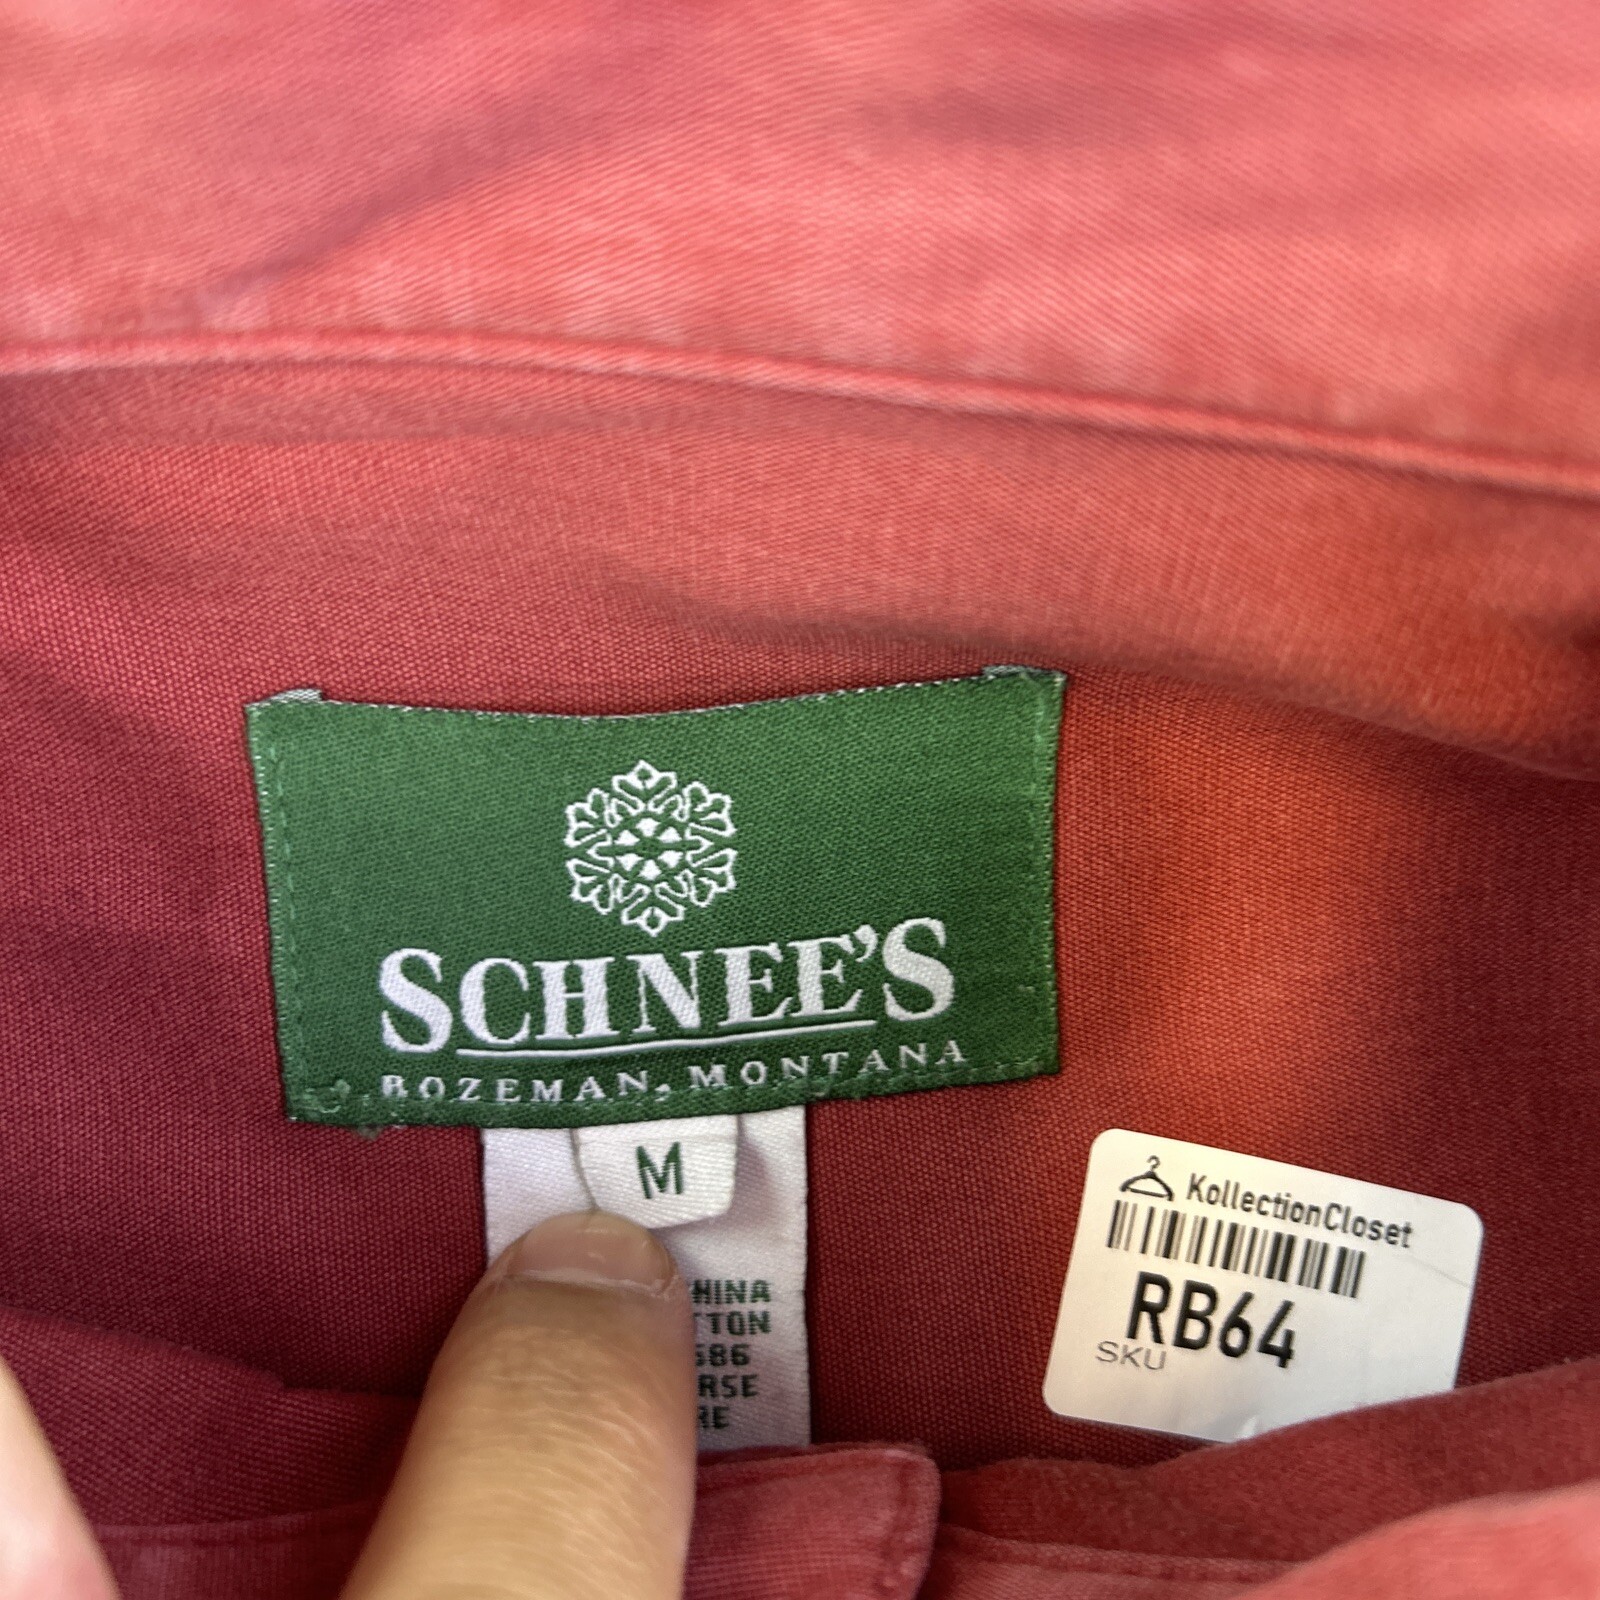 SCHNEE'S
BOZEMAN, MONTANA
M
KollectionCloset
RB64
SKU